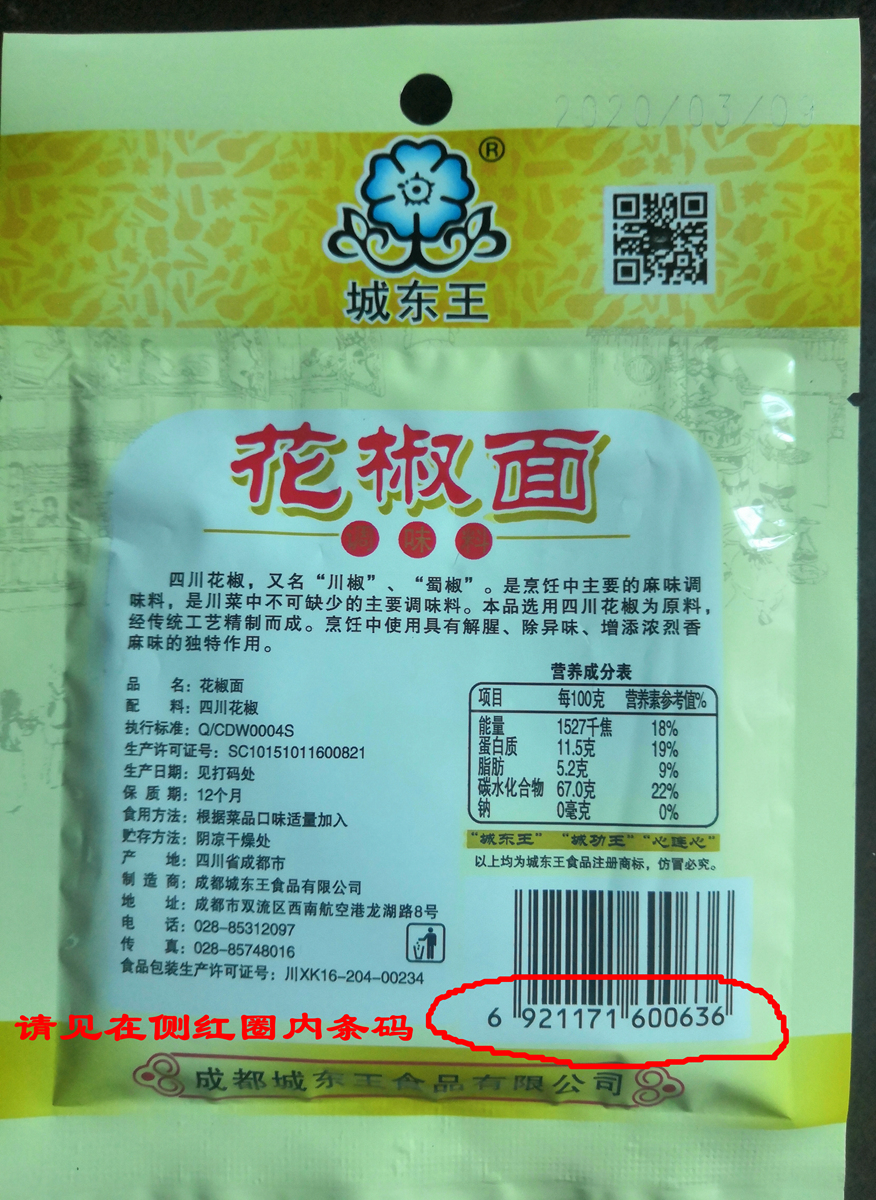 2020/03/09
®
城东王
花椒面
调味料
四川花椒，又名“川椒”、“蜀椒”。是烹饪中主要的麻味调
味料，是川菜中不可缺少的主要调味料。本品选用四川花椒为原料，
经传统工艺精制而成。烹饪中使用具有解腥、除异味、增添浓烈香
麻味的独特作用。
品名：花椒面
配料：四川花椒
执行标准：Q/CDW0004S
生产许可证号：SC10151011600821
生产日期：见打码处
保质期：12个月
食用方法：根据菜品口味适量加入
贮存方法：阴凉干燥处
产地：四川省成都市
制造商：成都城东王食品有限公司
地址：成都市双流区西南航空港龙湖路8号
电话：028-85312097
传真：028-85748016
食品包装生产许可证号：川XK16-204-00234
营养成分表
项目 每100克 营养素参考值%
能量 1527千焦 18%
蛋白质 11.5克 19%
脂肪 5.2克 9%
碳水化合物 67.0克 22%
钠 0毫克 0%
“城东王” “城功王” “心连心”
以上均为城东王食品注册商标，仿冒必究。
6 921171 600636
请见在侧红圈内条码
成都城东王食品有限公司